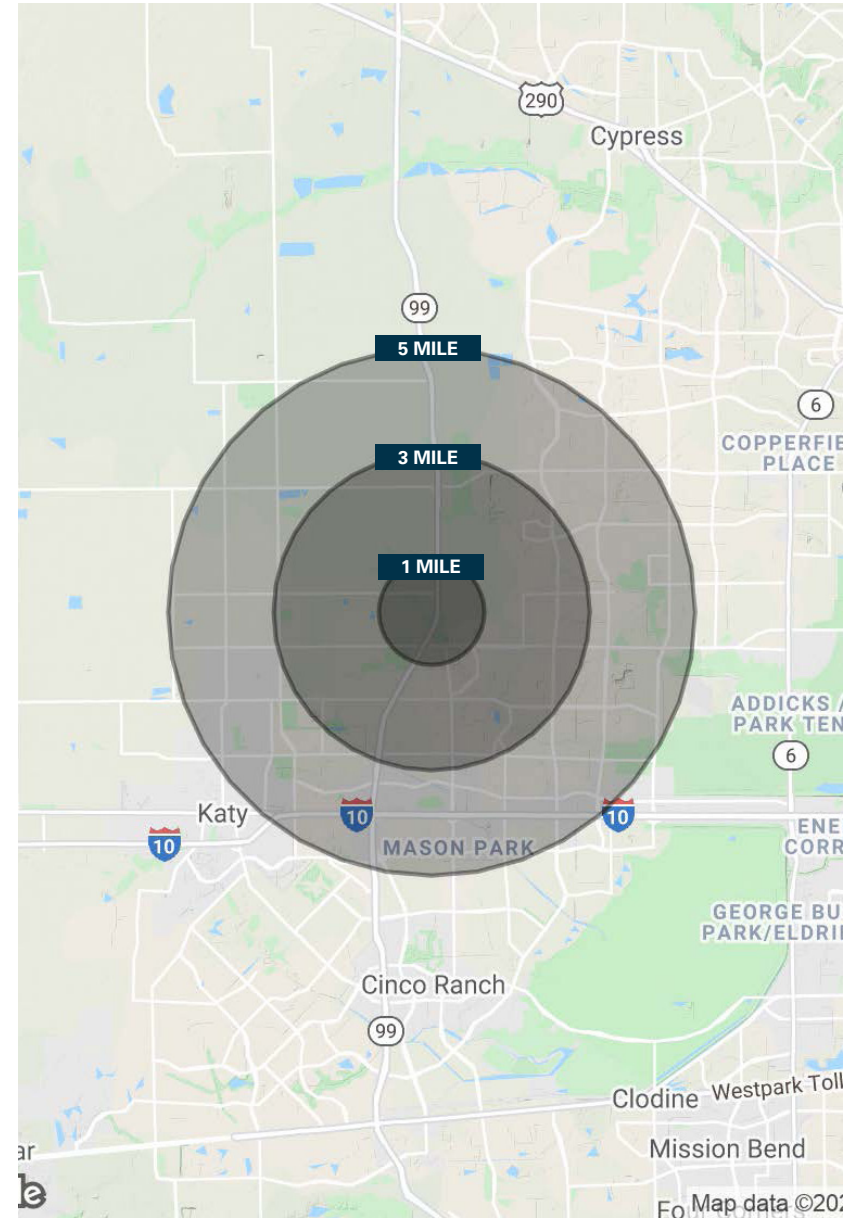 290
Cypress
99
5 MILE
6
COPPERFIE
PLACE
3 MILE
1 MILE
ADDICKS /
PARK TEN
6
Katy
10
10
10
MASON PARK
ENE
CORR
GEORGE BU
PARK/ELDRI
Cinco Ranch
99
Clodine
Westpark Toll
Mission Bend
ar
Map data ©202